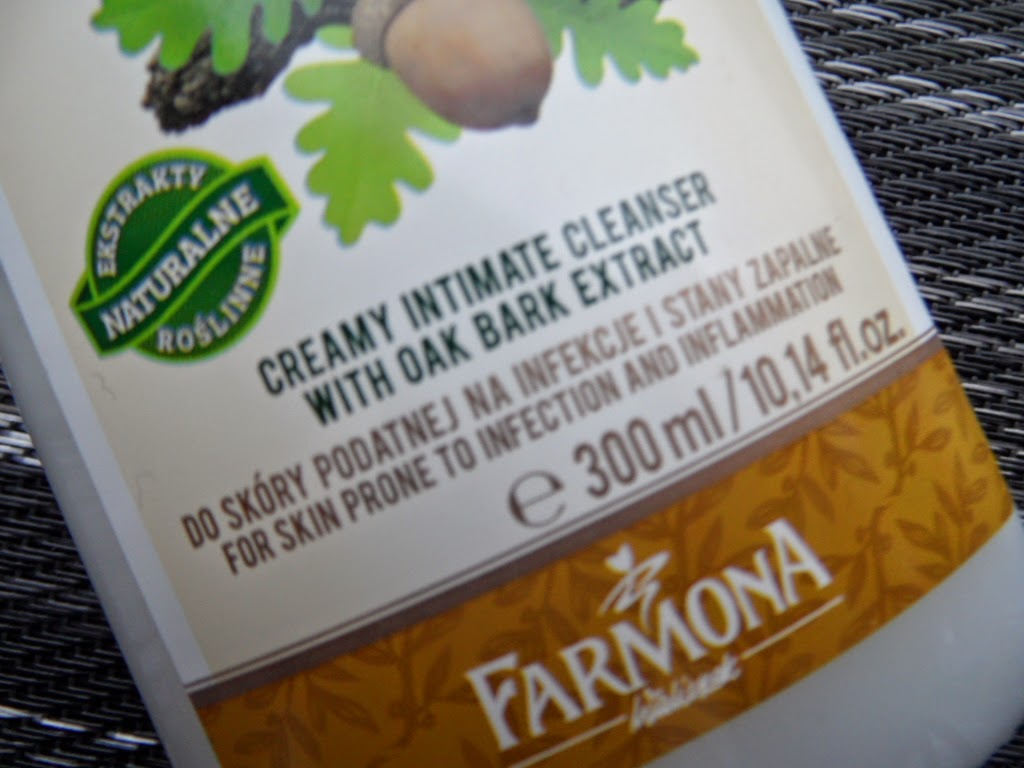 EKSTRAKTY
NATURALNE
ROŚLINNE
CREAMY INTIMATE CLEANSER
WITH OAK BARK EXTRACT
DO SKÓRY PODATNEJ NA INFEKCJE I STANY ZAPALNE
FOR SKIN PRONE TO INFECTION AND INFLAMMATION
℮ 300 ml / 10,14 fl.oz.
FARMONA